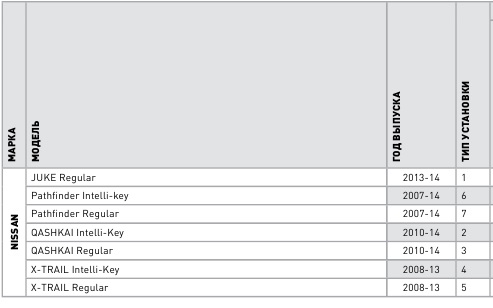 МАРКА МОДЕЛЬ ГОД ВЫПУСКА ТИП УСТАНОВКИ
NISSAN
JUKE Regular 2013-14 1
Pathfinder Intelli-key 2007-14 6
Pathfinder Regular 2007-14 7
QASHKAI Intelli-Key 2010-14 2
QASHKAI Regular 2010-14 3
X-TRAIL Intelli-Key 2008-13 4
X-TRAIL Regular 2008-13 5